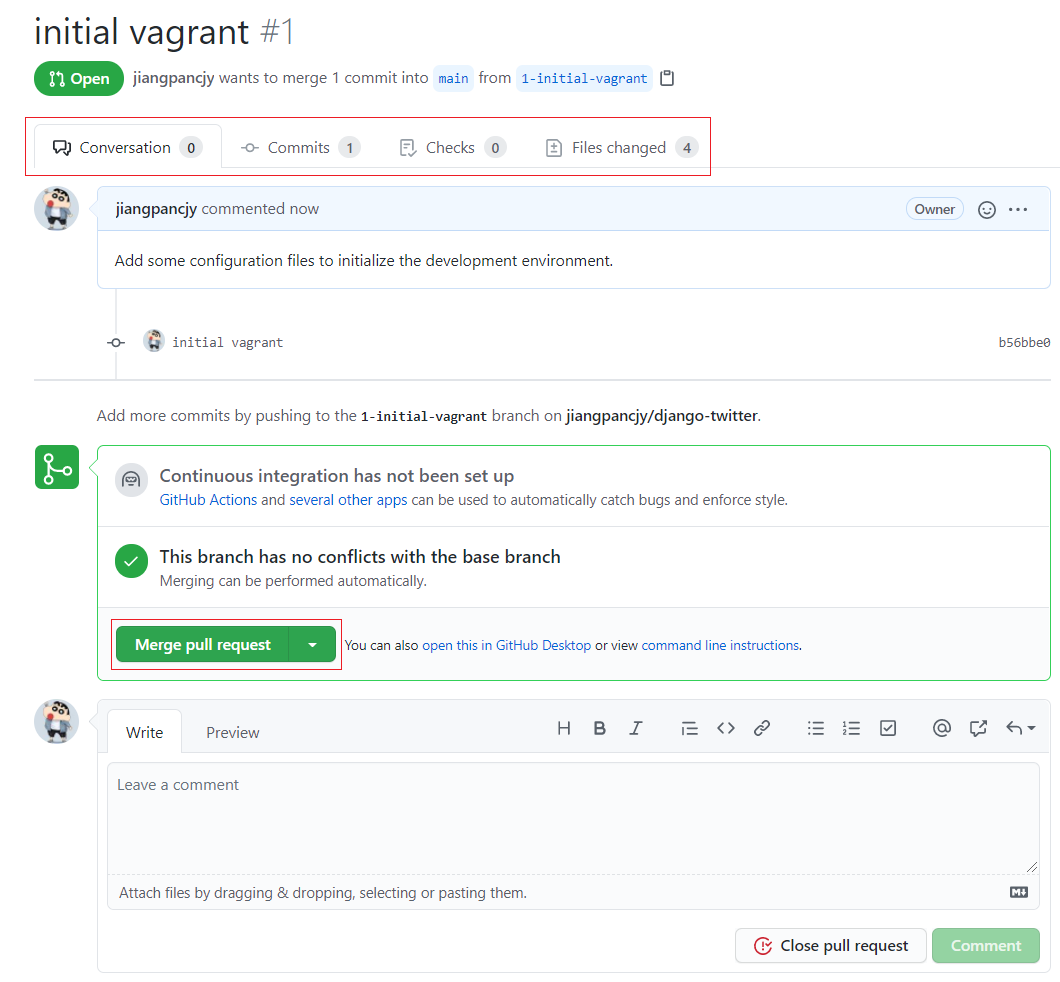 initial vagrant #1
Open jiangpancjy wants to merge 1 commit into main from 1-initial-vagrant
Conversation 0 Commits 1 Checks 0 Files changed 4
jiangpancjy commented now Owner
Add some configuration files to initialize the development environment.
initial vagrant b56bbe0
Add more commits by pushing to the 1-initial-vagrant branch on jiangpancjy/django-twitter.
Continuous integration has not been set up
GitHub Actions and several other apps can be used to automatically catch bugs and enforce style.
This branch has no conflicts with the base branch
Merging can be performed automatically.
Merge pull request You can also open this in GitHub Desktop or view command line instructions.
Write Preview
Leave a comment
Attach files by dragging & dropping, selecting or pasting them.
Close pull request Comment